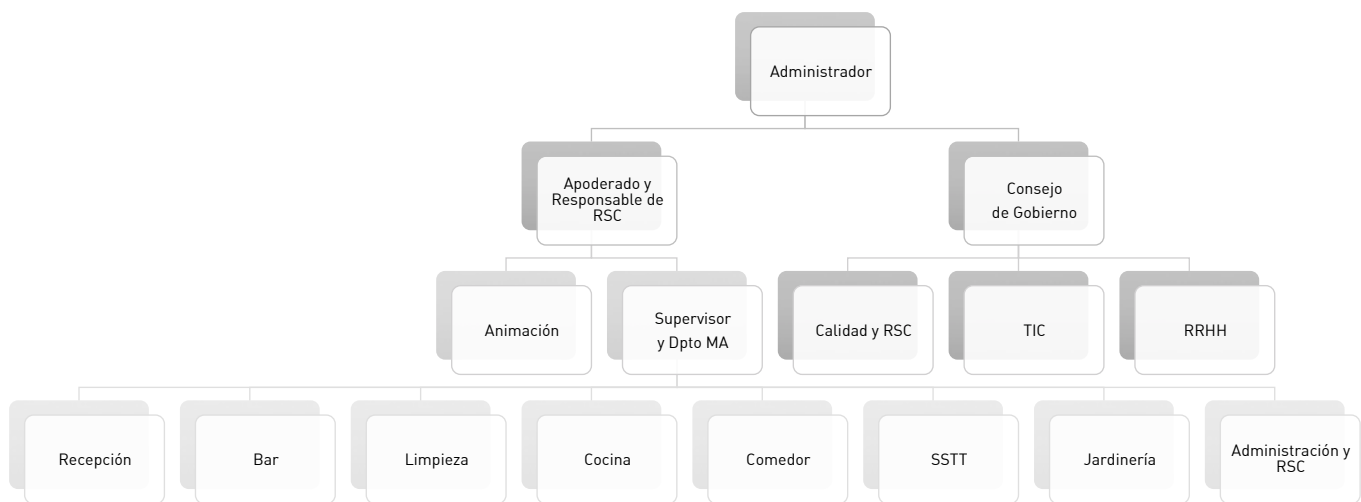 Administrador
Apoderado y
Responsable de
RSC
Consejo
de Gobierno
Animación
Supervisor
y Dpto MA
Calidad y RSC
TIC
RRHH
Recepción
Bar
Limpieza
Cocina
Comedor
SSTT
Jardinería
Administración y
RSC